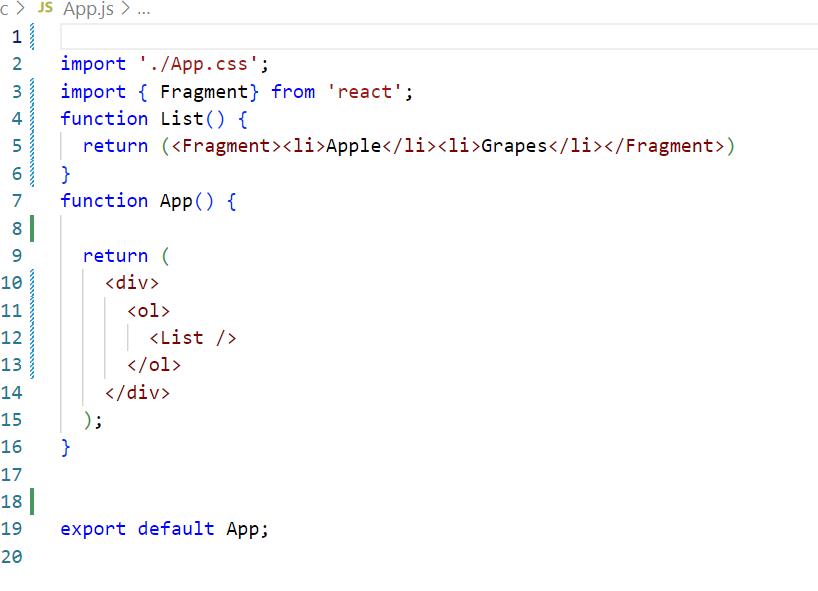 c > JS App.js > ...
1
2 import './App.css';
3 import { Fragment} from 'react';
4 function List() {
5   return (<Fragment><li>Apple</li><li>Grapes</li></Fragment>)
6 }
7 function App() {
8
9   return (
10     <div>
11       <ol>
12         <List />
13       </ol>
14     </div>
15   );
16 }
17
18
19 export default App;
20